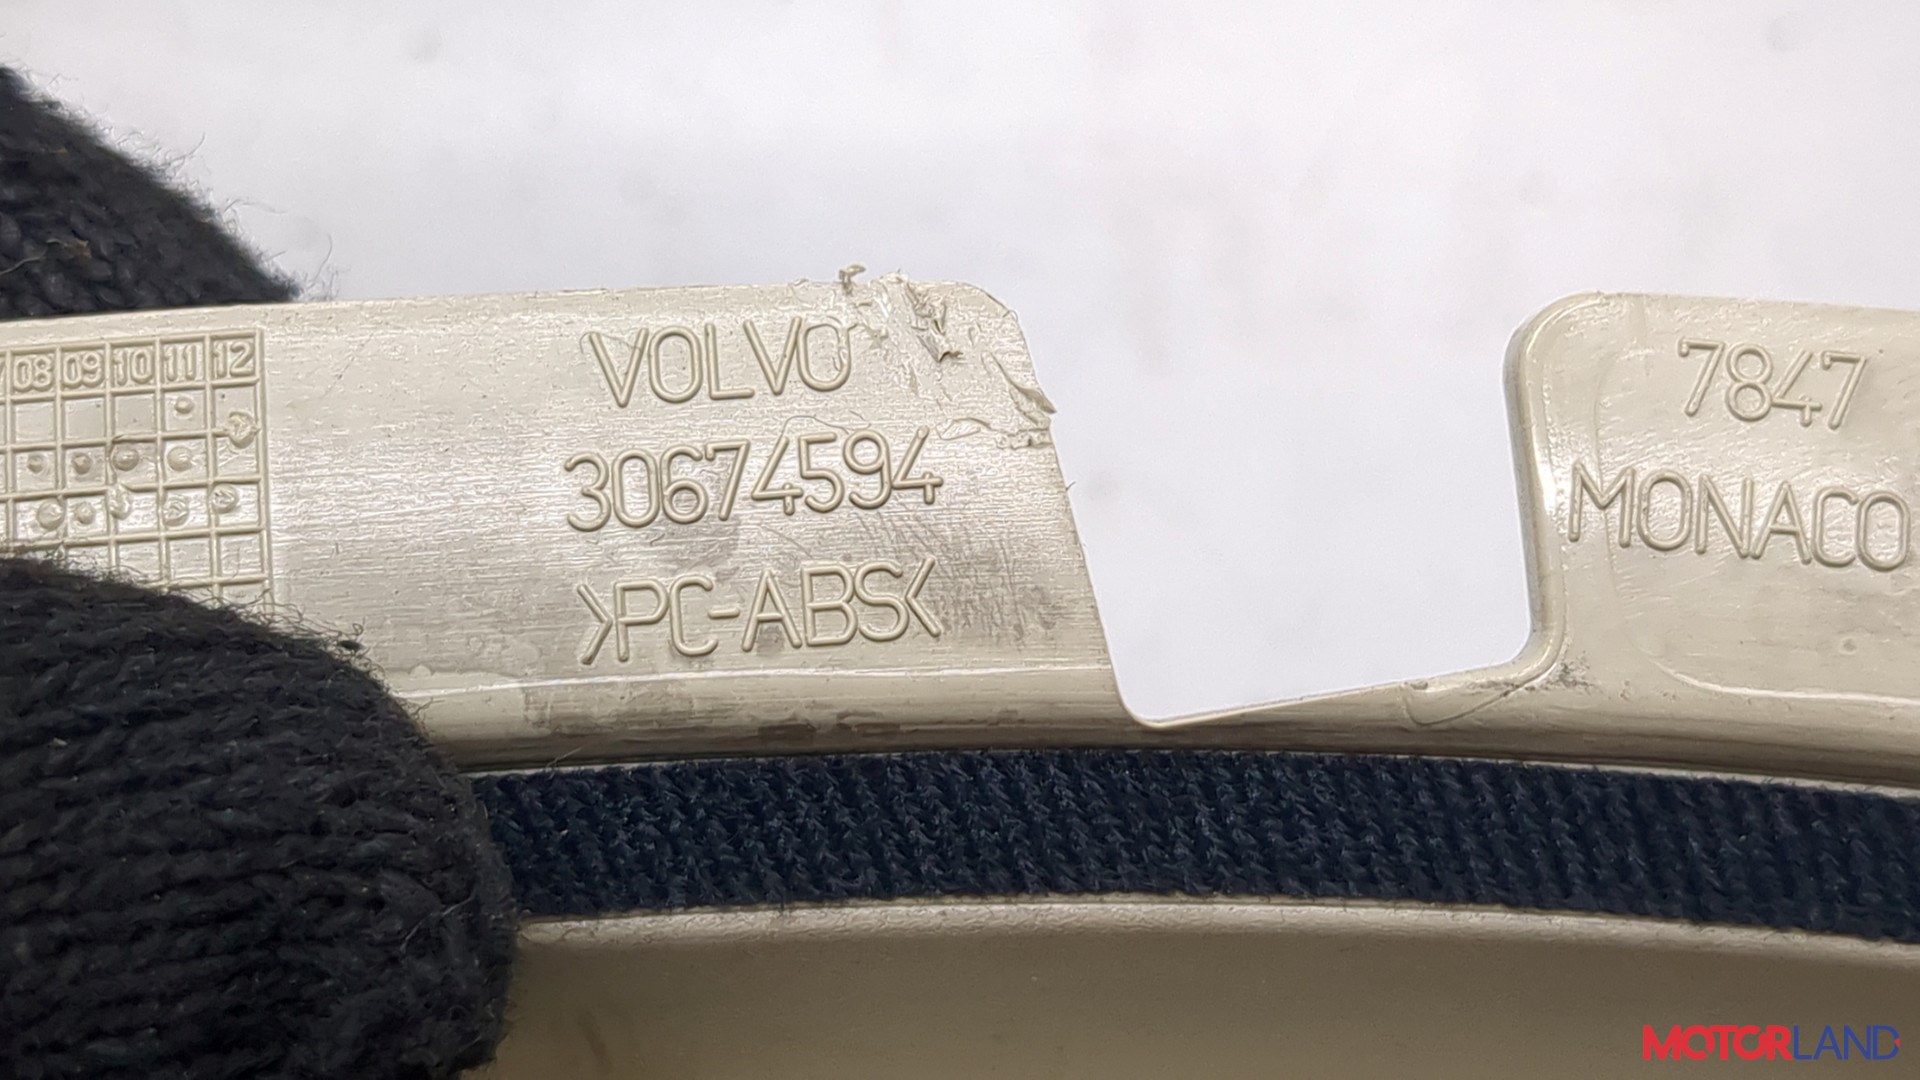 08 09 10 11 12
VOLVO
30674594
>PC-ABS<
7847
MONACO
MOTORLAND